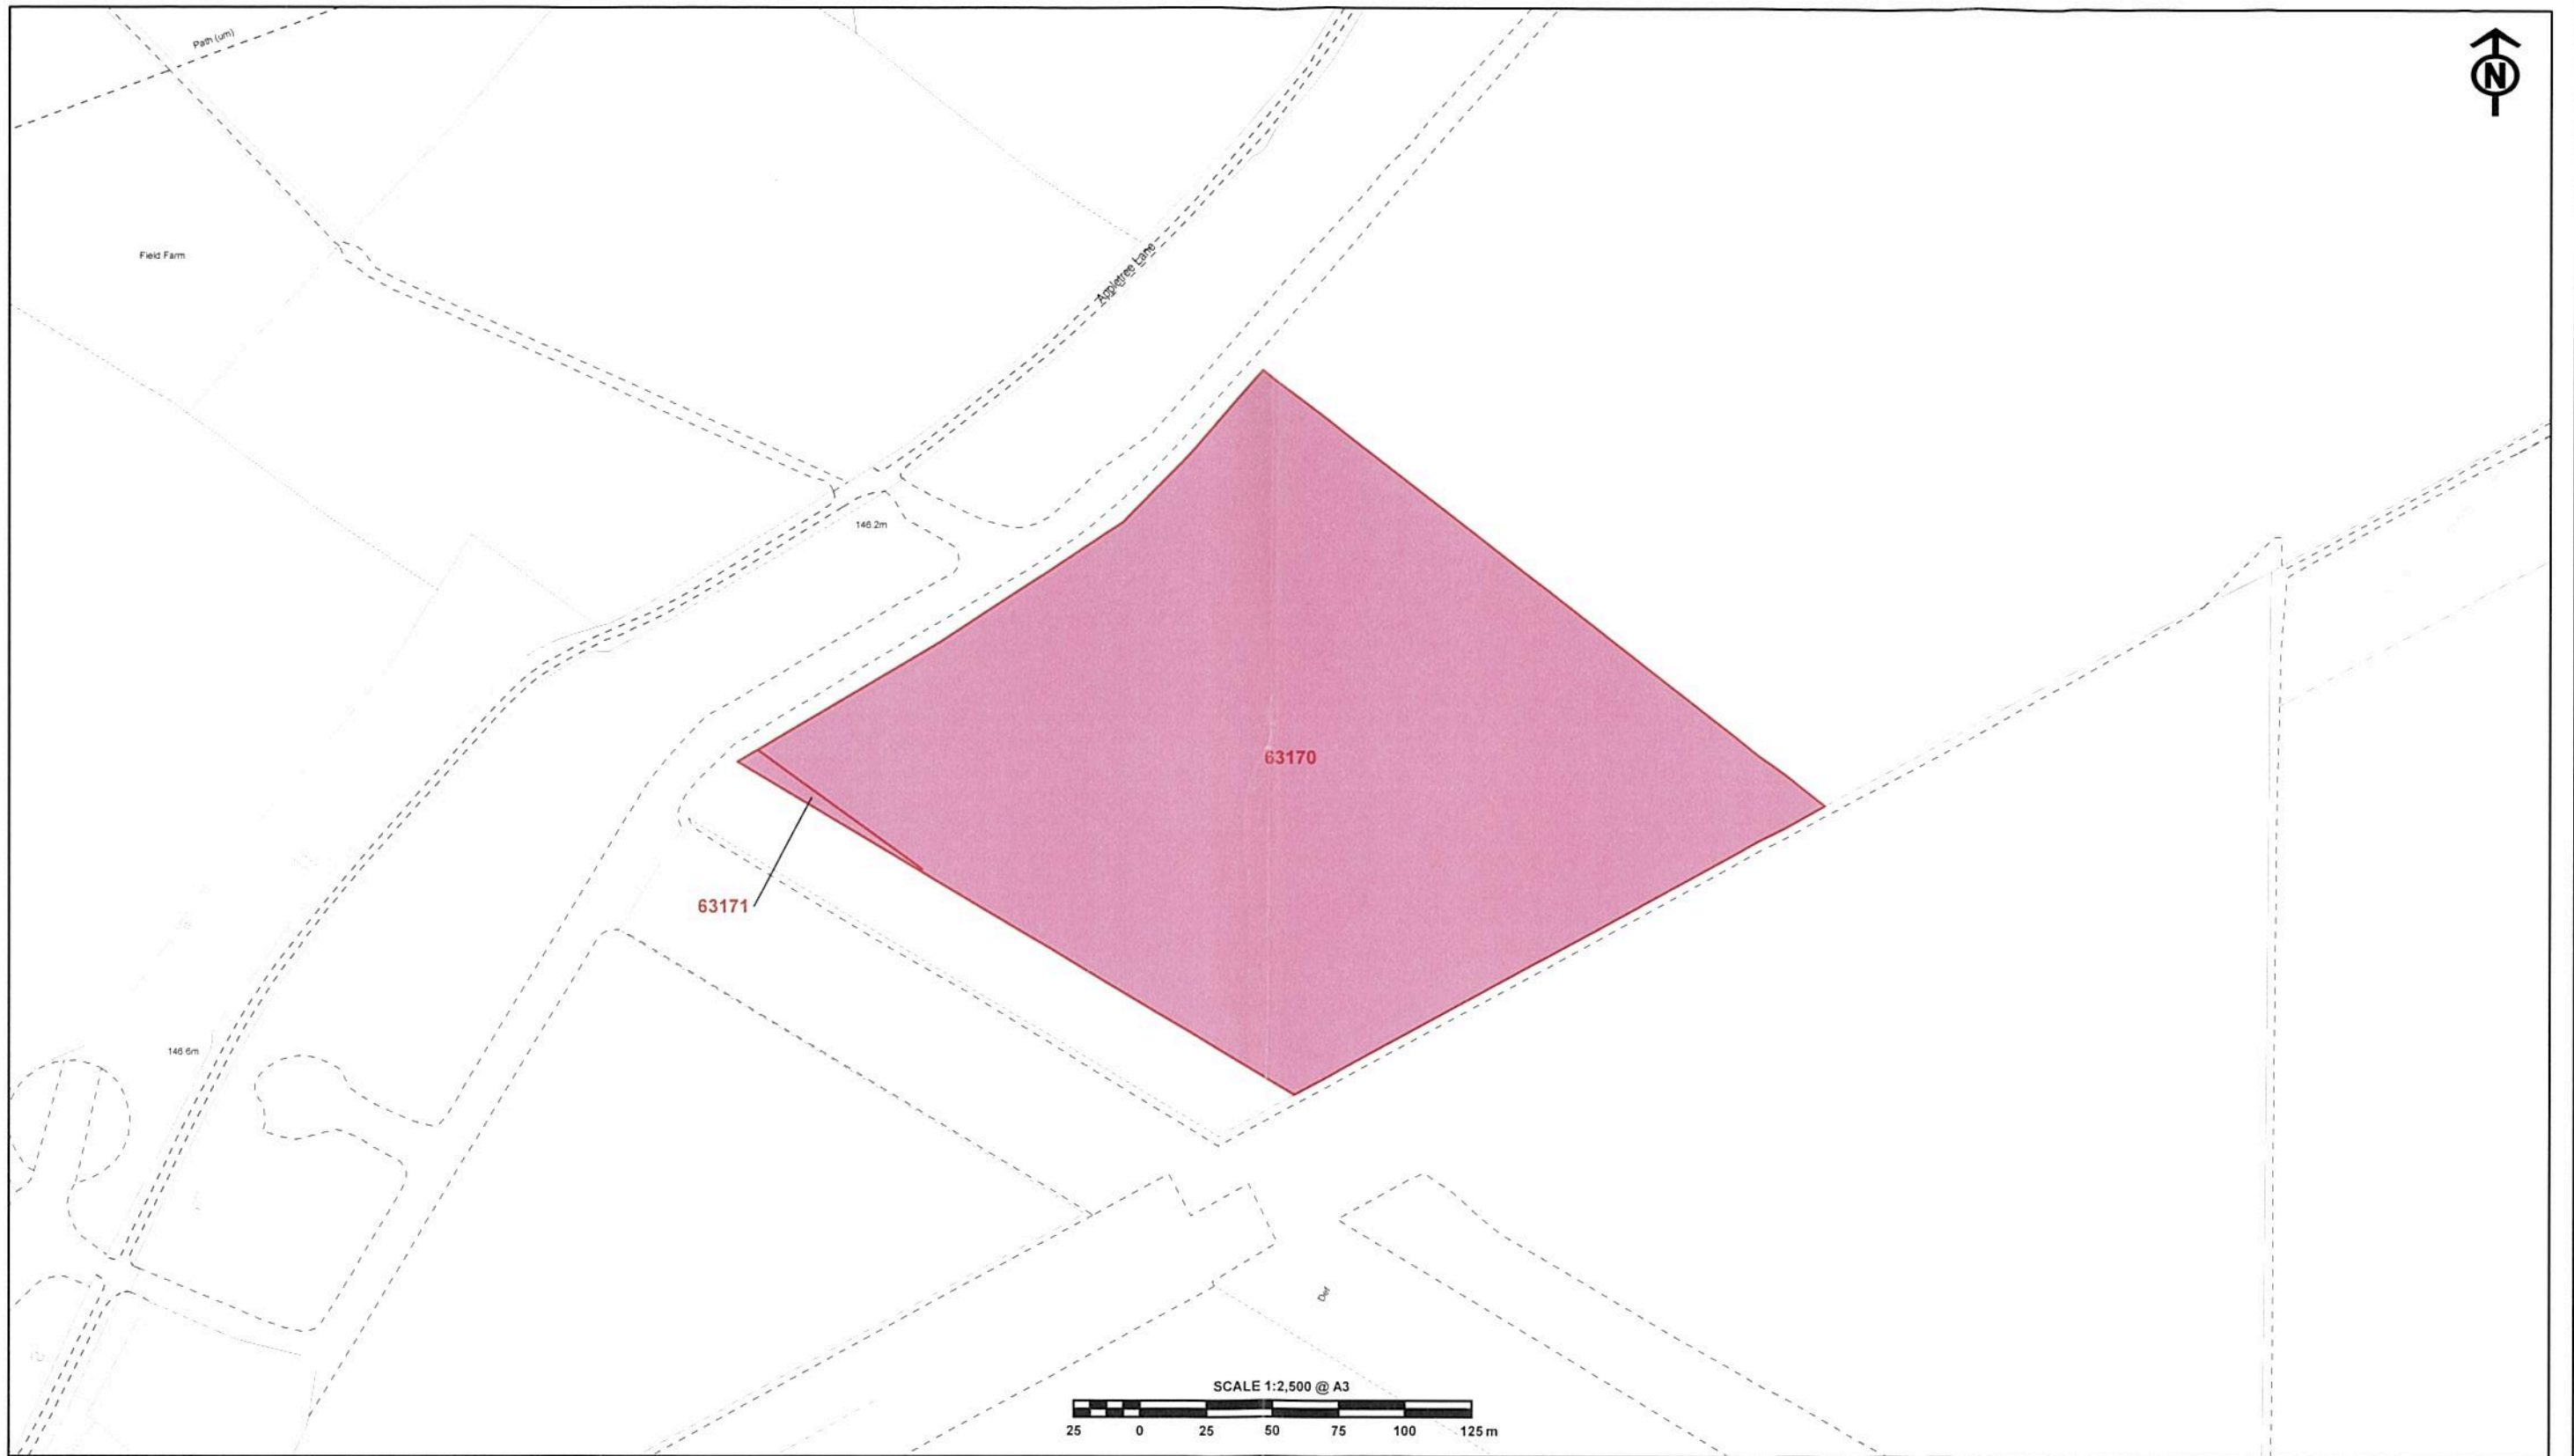 Path (um)
N
Field Farm
Appletree Lane
146.2m
63170
63171
146.6m
Def
SCALE 1:2,500 @ A3
25 0 25 50 75 100 125 m